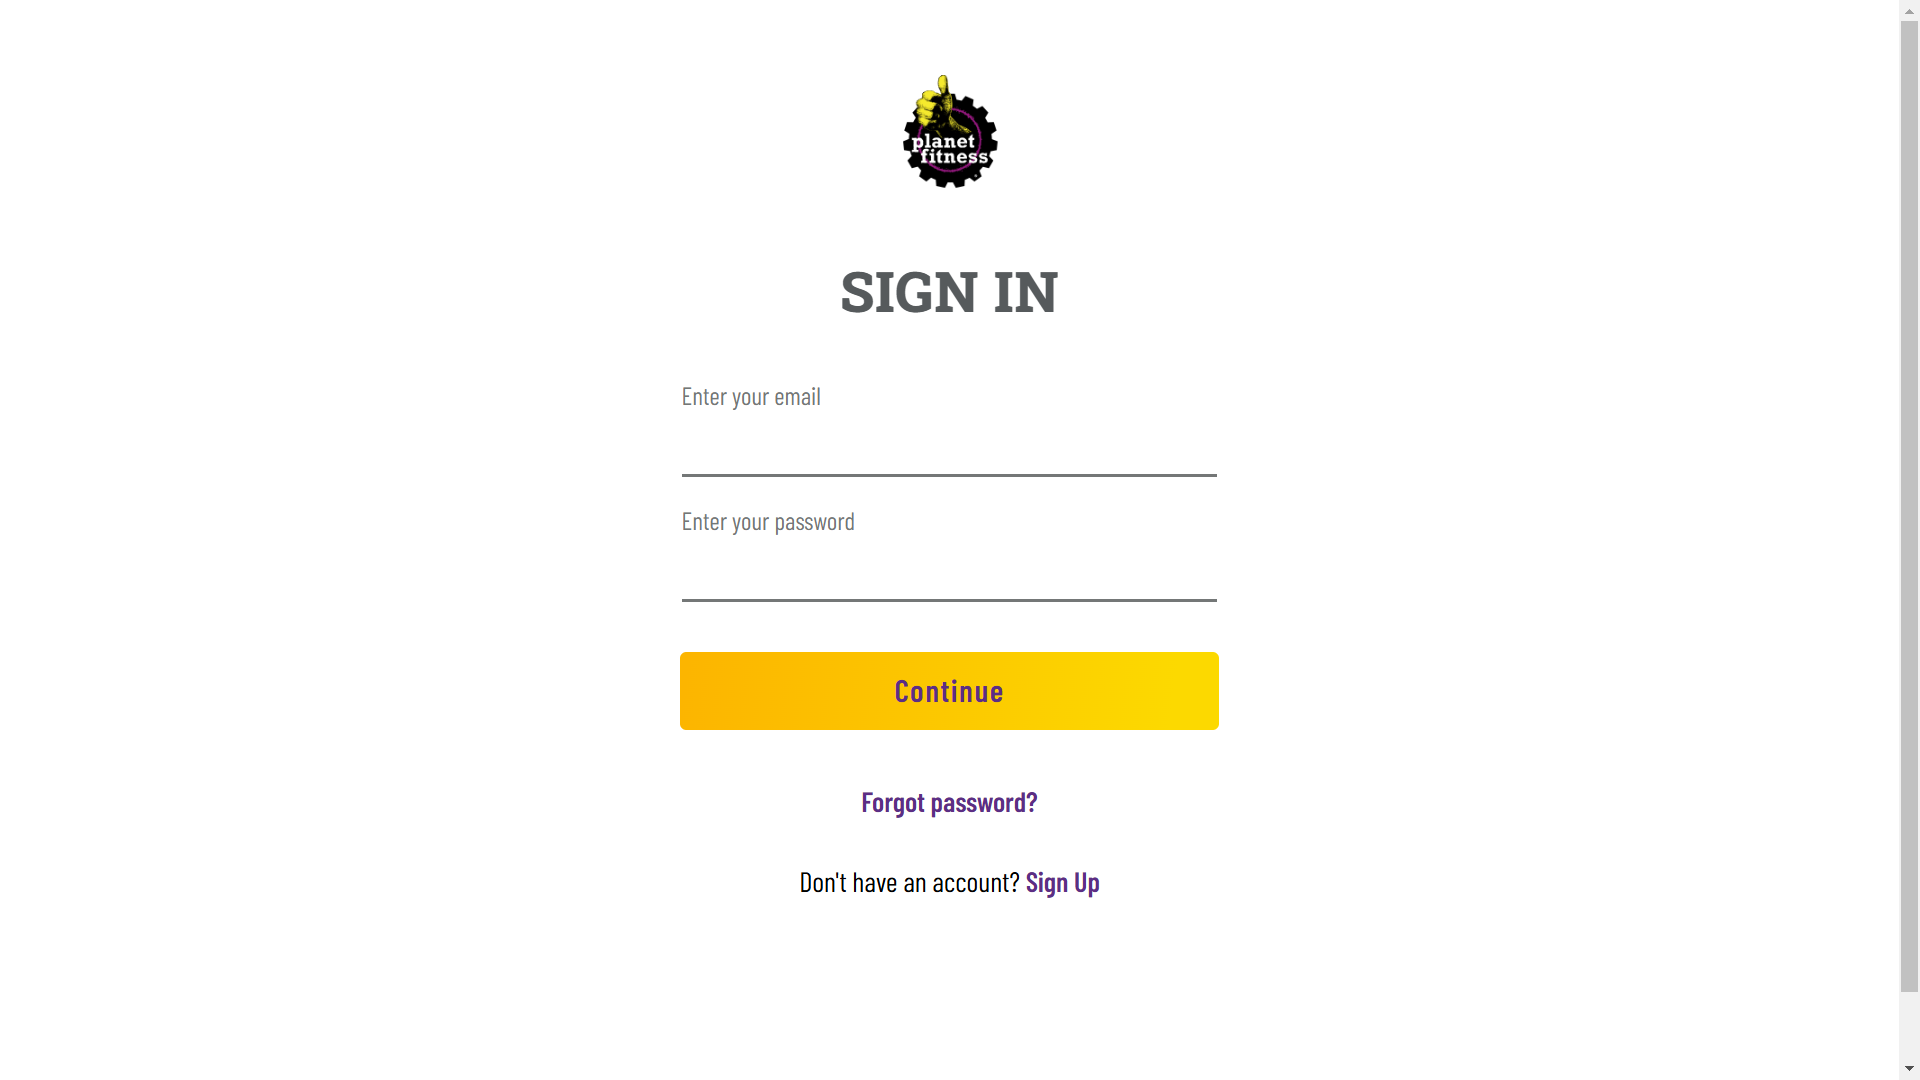 planet
fitness
SIGN IN
Enter your email
Enter your password
Continue
Forgot password?
Don't have an account? Sign Up